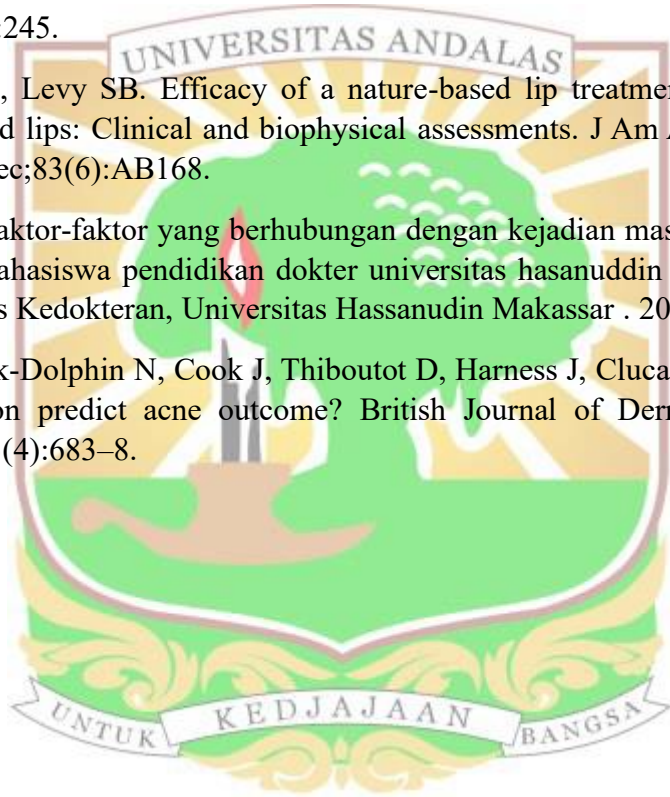 :245.
UNIVERSITAS ANDALAS
, Levy SB. Efficacy of a nature-based lip treatmen
d lips: Clinical and biophysical assessments. J Am A
ec;83(6):AB168.
aktor-faktor yang berhubungan dengan kejadian mas
ahasiswa pendidikan dokter universitas hasanuddin
s Kedokteran, Universitas Hassanudin Makassar . 20
k-Dolphin N, Cook J, Thiboutot D, Harness J, Cluca
on predict acne outcome? British Journal of Der
(4):683–8.
UNTUK KEDJAJAAN BANGSA